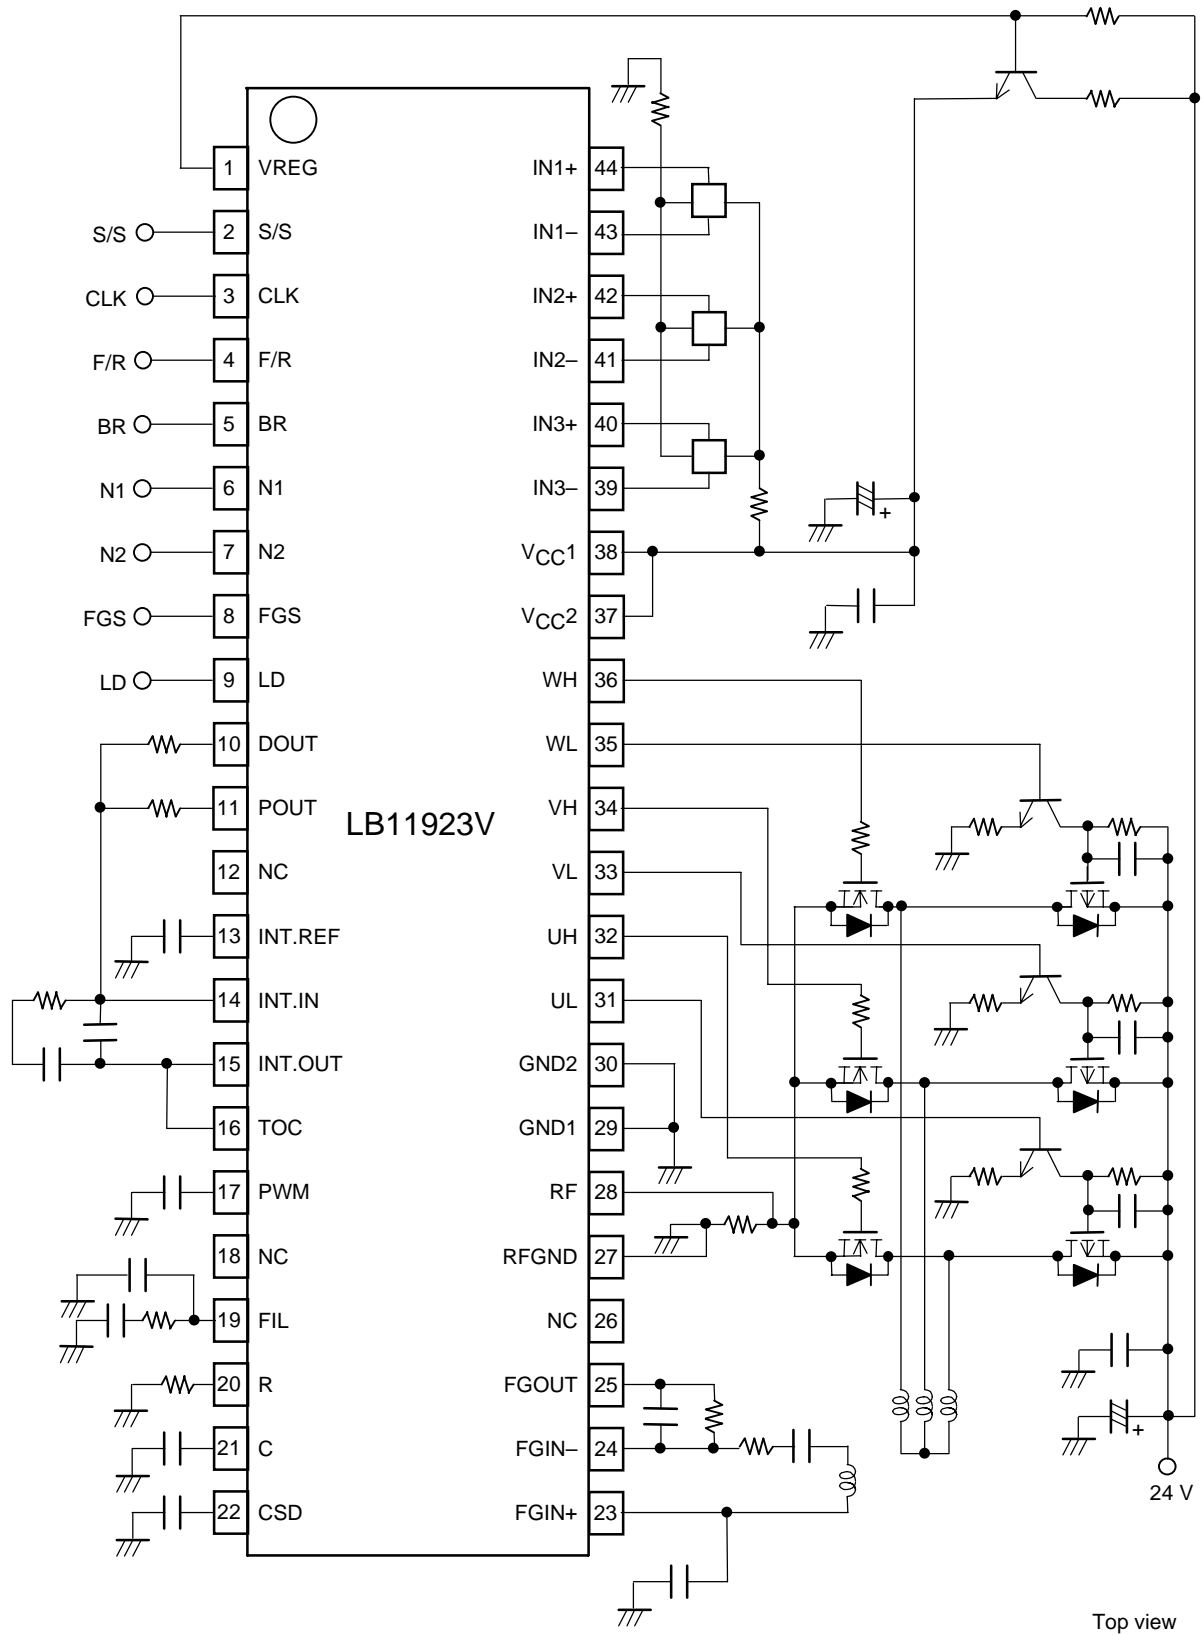 1 VREG IN1+ 44
S/S 2 S/S IN1– 43
CLK 3 CLK IN2+ 42
F/R 4 F/R IN2– 41
BR 5 BR IN3+ 40
N1 6 N1 IN3– 39
+
N2 7 N2 VCC1 38
FGS 8 FGS VCC2 37
LD 9 LD WH 36
10 DOUT WL 35
11 POUT VH 34
LB11923V
12 NC VL 33
13 INT.REF UH 32
14 INT.IN UL 31
15 INT.OUT GND2 30
16 TOC GND1 29
17 PWM RF 28
18 NC RFGND 27
19 FIL NC 26
20 R FGOUT 25
+
21 C FGIN– 24
24 V
22 CSD FGIN+ 23
Top view